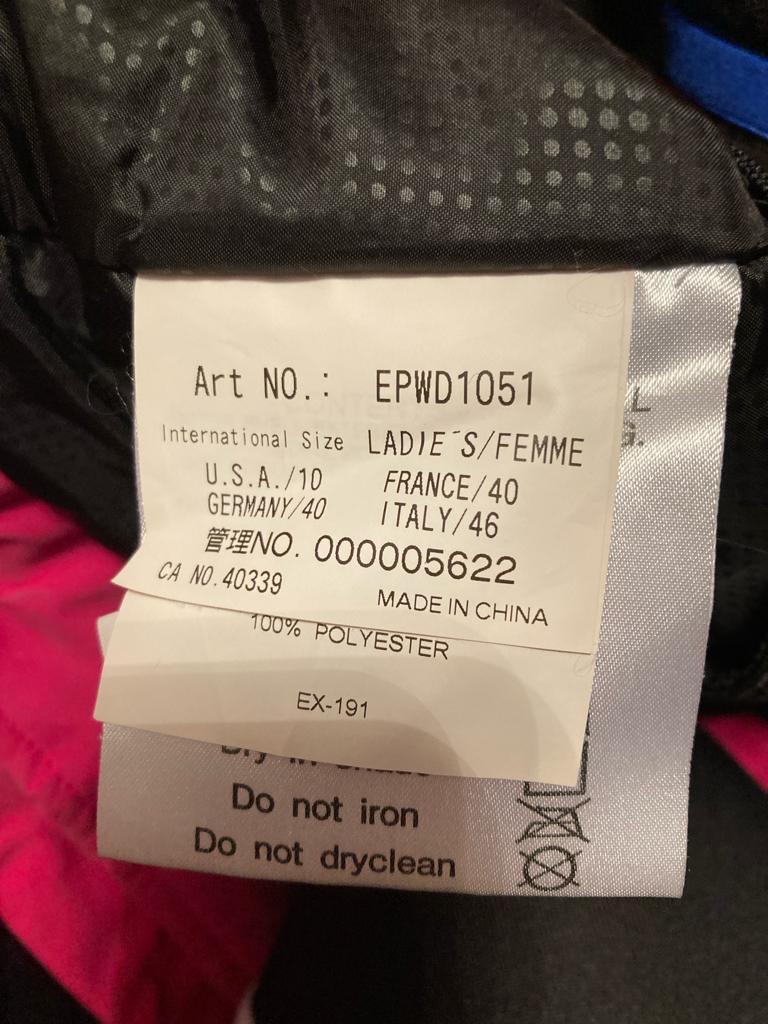 Art NO.: EPWD1051
International Size LADIE´S/FEMME
U.S.A./10 FRANCE/40
GERMANY/40 ITALY/46
管理NO. 000005622
CA NO.40339
MADE IN CHINA
100% POLYESTER
EX-191
Do not iron
Do not dryclean